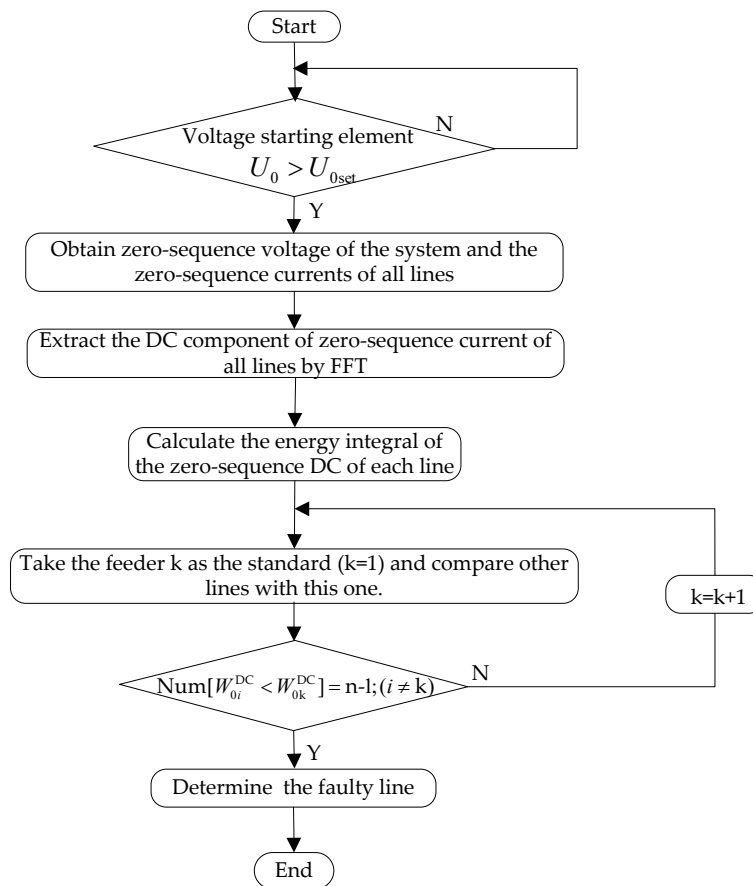 Start
N
Voltage starting element
U₀ > U₀set
Y
Obtain zero-sequence voltage of the system and the
zero-sequence currents of all lines
Extract the DC component of zero-sequence current of
all lines by FFT
Calculate the energy integral of
the zero-sequence DC of each line
Take the feeder k as the standard (k=1) and compare other
lines with this one.
k=k+1
Num[W₀ᵢᴰᶜ < W₀ₖᴰᶜ] = n-1;(i ≠ k)
N
Y
Determine the faulty line
End